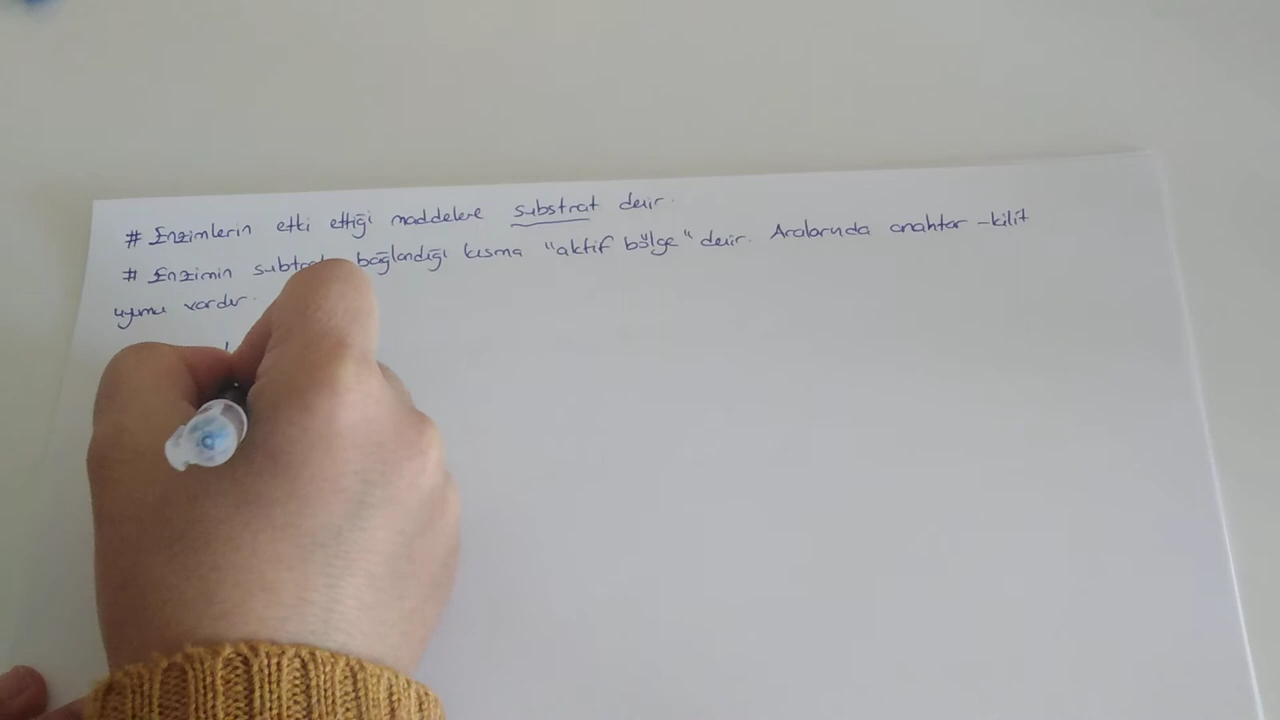 # Enzimlerin etki ettiği maddelere substrat denir.
# Enzimin bağlandığı kısma "aktif bölge" denir. Aralarında anahtar - kilit
uyumu vardır.